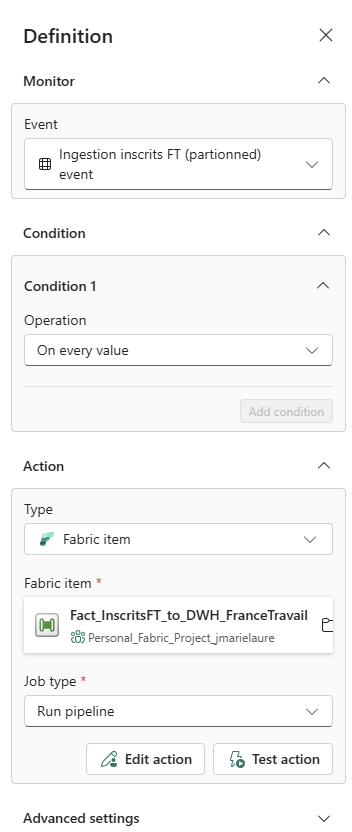 Definition
Monitor
Event
Ingestion inscrits FT (partionned)
event
Condition
Condition 1
Operation
On every value
Add condition
Action
Type
Fabric item
Fabric item *
Fact_InscritsFT_to_DWH_FranceTravail
Personal_Fabric_Project_jmarielaure
Job type *
Run pipeline
Edit action
Test action
Advanced settings